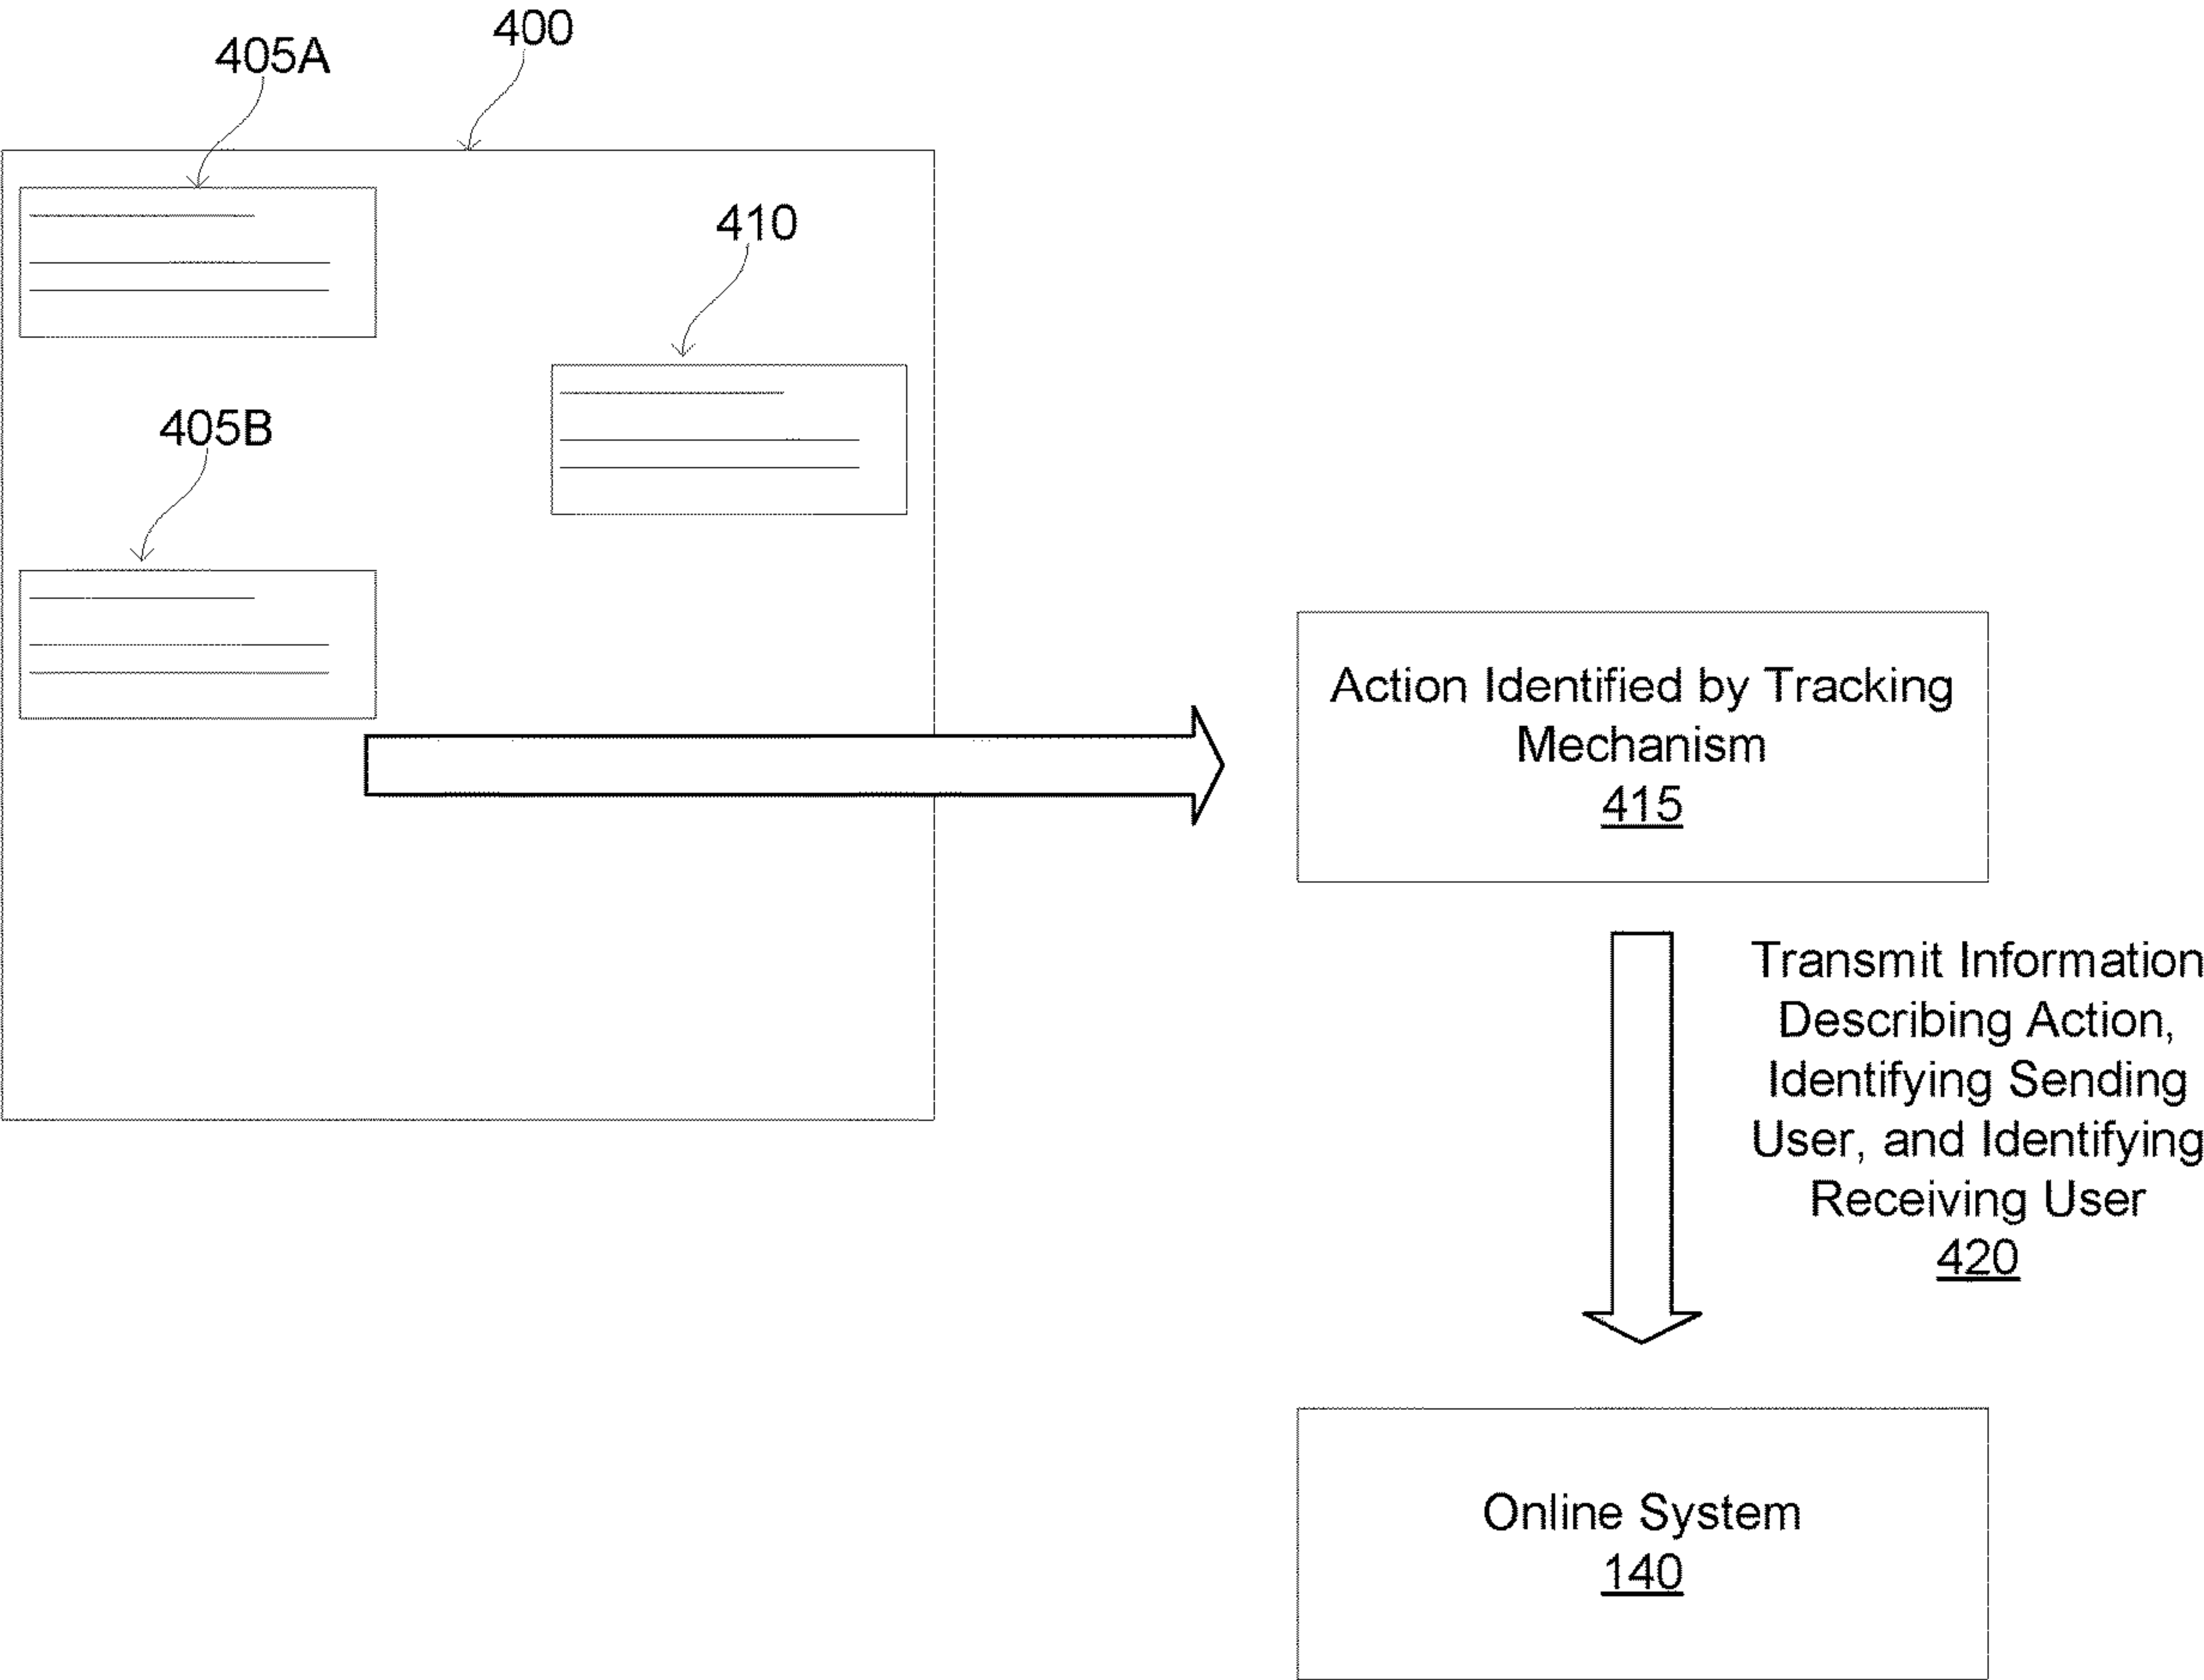 400
405A
410
405B
Action Identified by Tracking
Mechanism
415
Transmit Information
Describing Action,
Identifying Sending
User, and Identifying
Receiving User
420
Online System
140